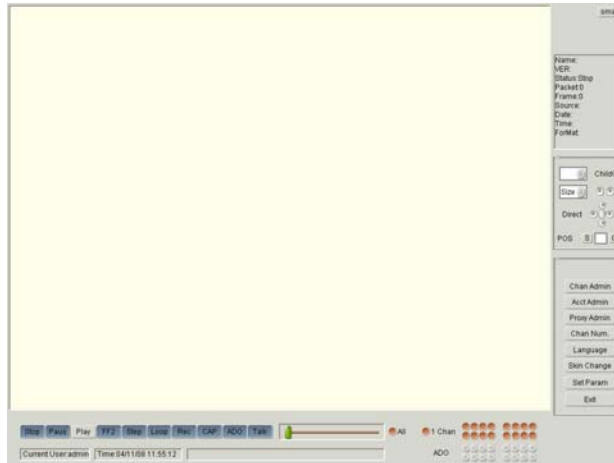 sma
Name:
VER:
Status:Stop
Packet:0
Frame:0
Source:
Date:
Time:
ForMat:
Child
Size
Direct
POS S
Chan Admin
Acct Admin
Proxy Admin
Chan Num.
Language
Skin Change
Set Param
Exit
Stop Paus Play FF2 Step Loop Rec CAP ADO Talk All 1 Chan
Current User:admin Time 04/11/08 11:55:12 ADO